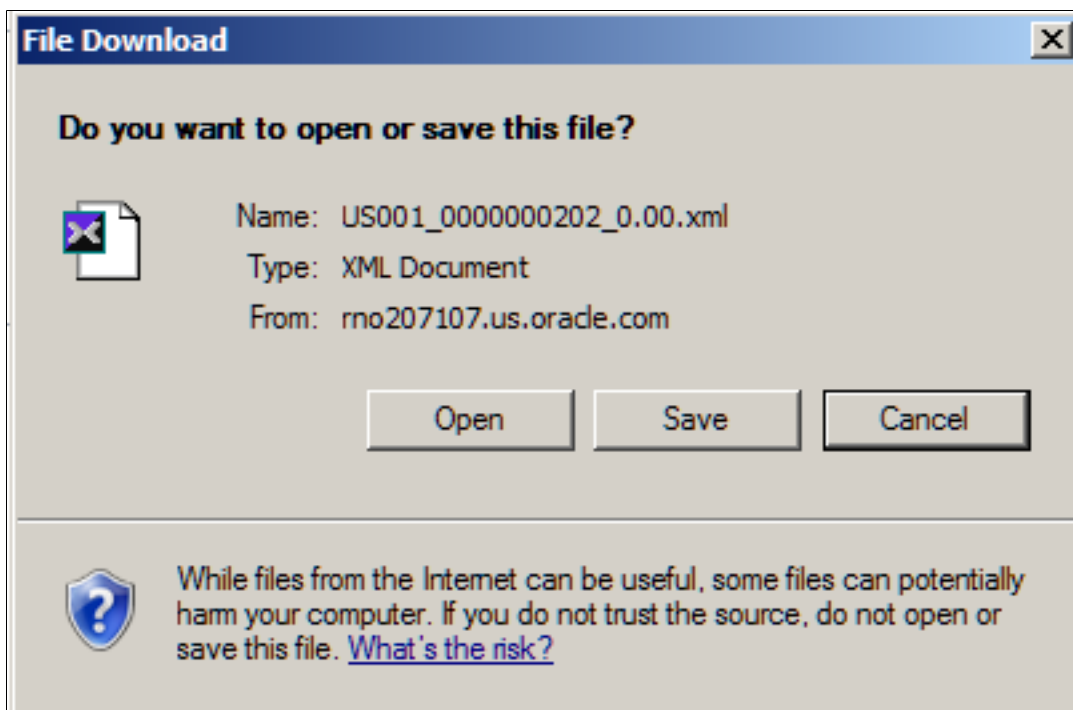 File Download
Do you want to open or save this file?
Name: US001_0000000202_0.00.xml
Type: XML Document
From: rno207107.us.oracle.com
Open Save Cancel
While files from the Internet can be useful, some files can potentially
harm your computer. If you do not trust the source, do not open or
save this file. What's the risk?